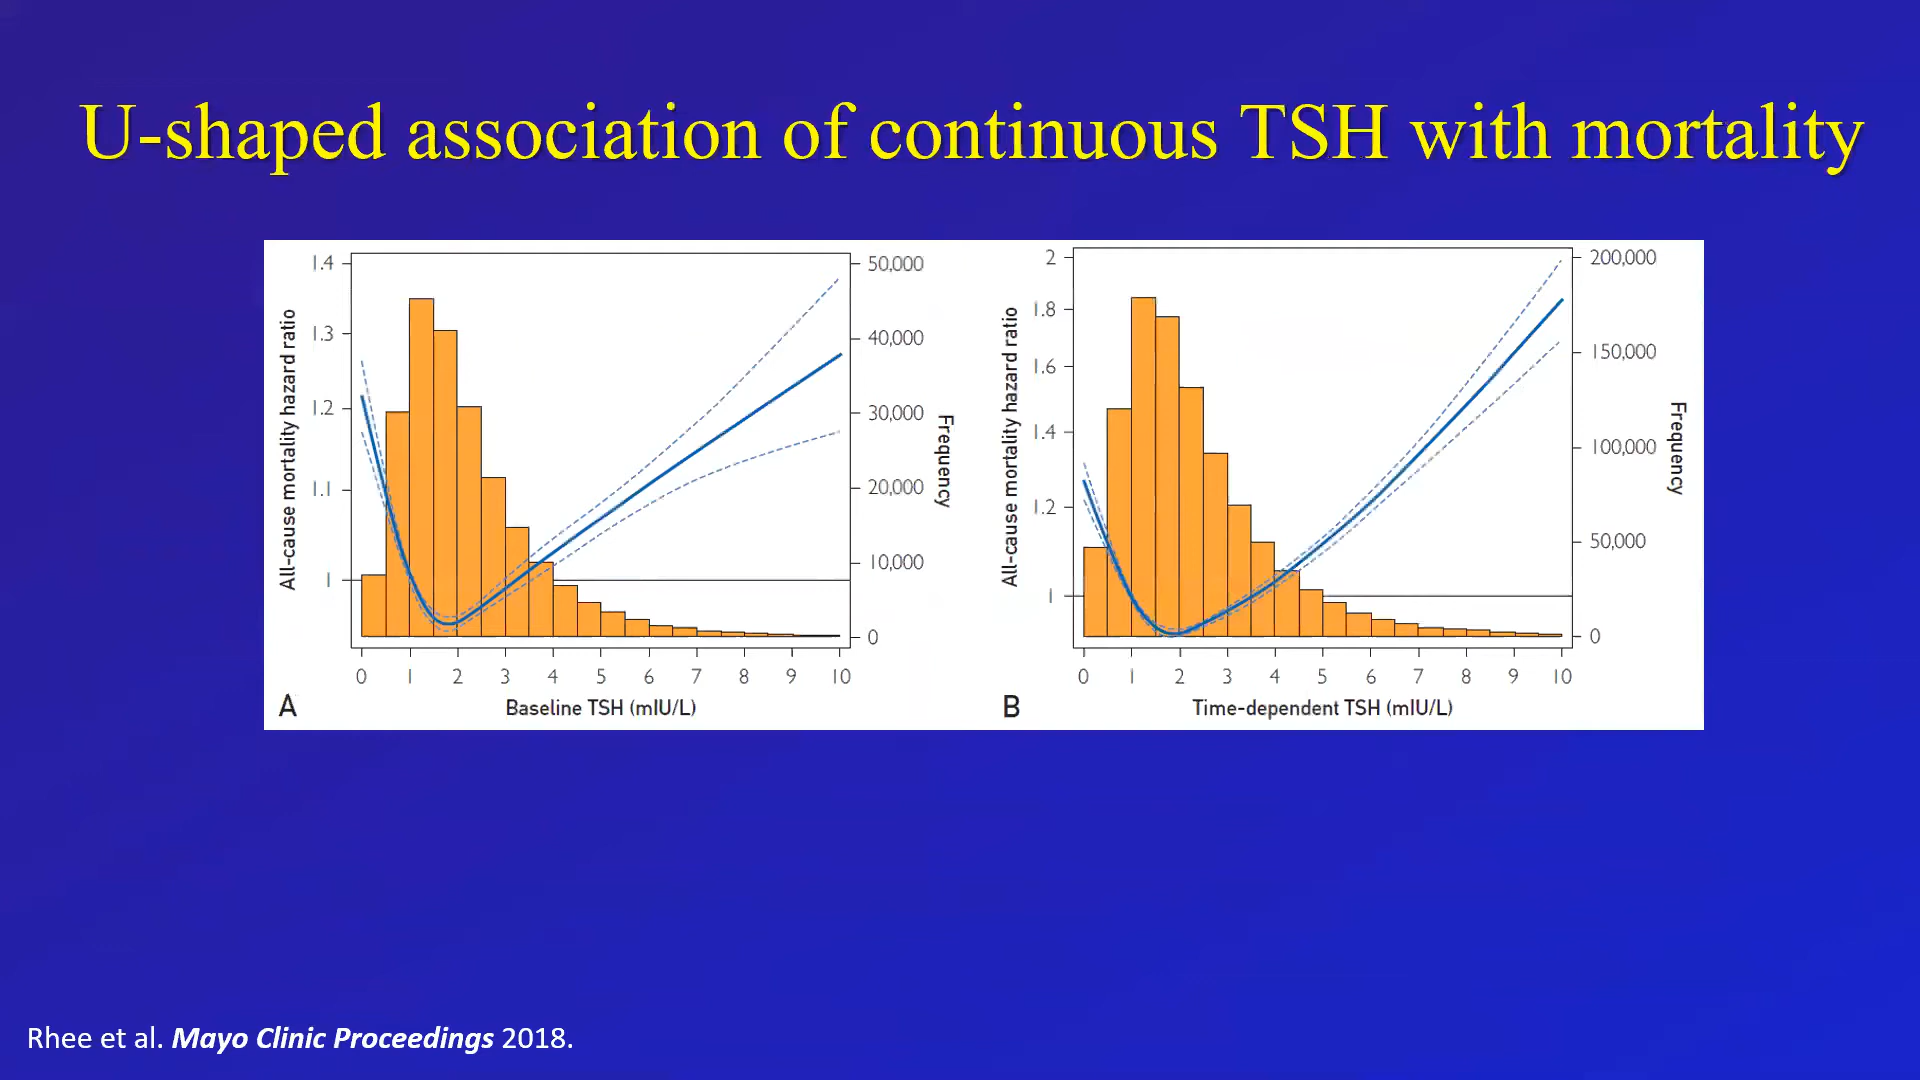 U-shaped association of continuous TSH with mortality
All-cause mortality hazard ratio
1.4
1.3
1.2
1.1
1
50,000
40,000
30,000
20,000
10,000
0
Frequency
0 1 2 3 4 5 6 7 8 9 10
A
Baseline TSH (mIU/L)
All-cause mortality hazard ratio
2
1.8
1.6
1.4
1.2
1
200,000
150,000
100,000
50,000
0
Frequency
0 1 2 3 4 5 6 7 8 9 10
B
Time-dependent TSH (mIU/L)
Rhee et al. Mayo Clinic Proceedings 2018.